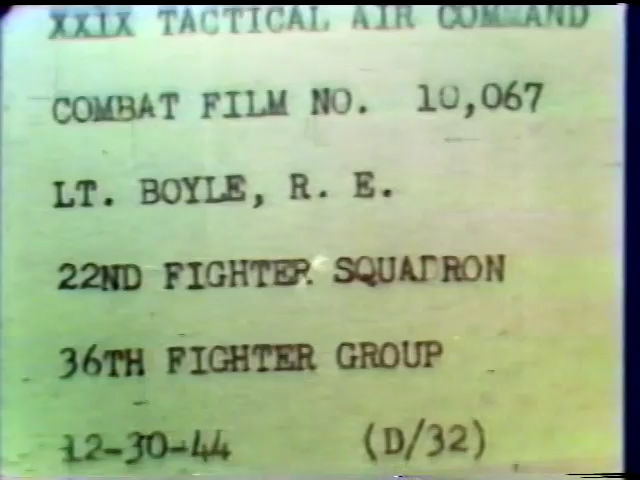 XXIX TACTICAL AIR COMMAND
COMBAT FILM NO. 10,067
LT. BOYLE, R. E.
22ND FIGHTER SQUADRON
36TH FIGHTER GROUP
12-30-44 (D/32)